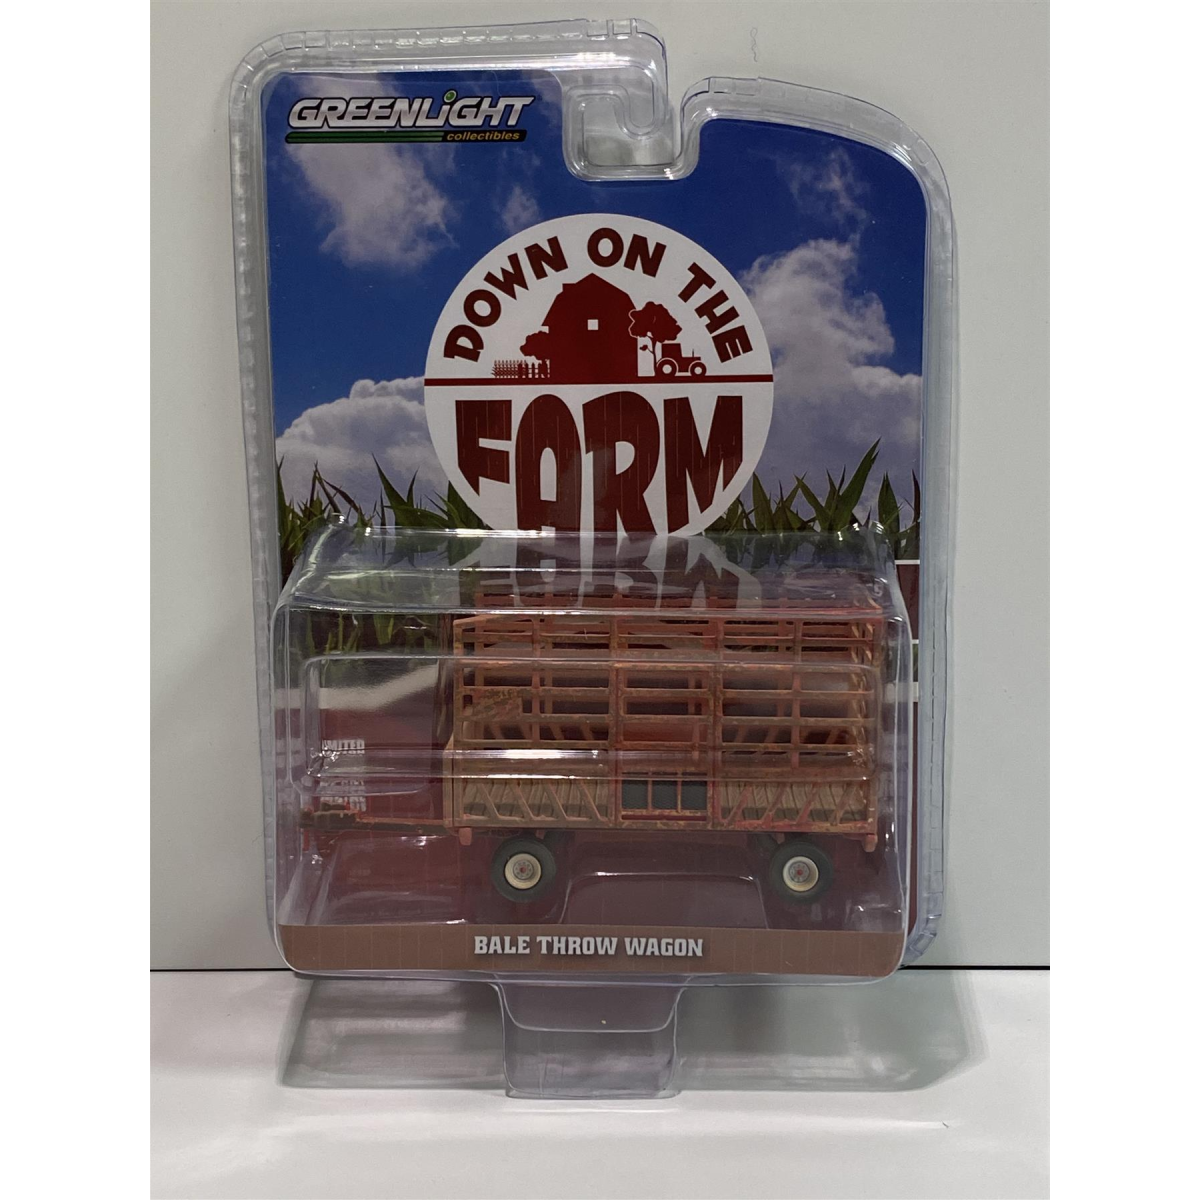 GREENLIGHT
collectibles
DOWN ON THE
FARM
BALE THROW WAGON